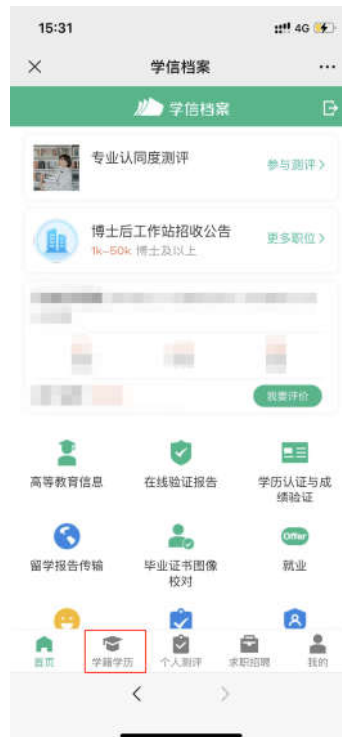 15:31
4G
学信档案
学信档案
专业认同度测评
参与测评>
博士后工作站招收公告
1k-50k 博士及以上
更多职位>
我要评价
高等教育信息
在线验证报告
学历认证与成
绩验证
Offer
留学报告传输
毕业证书图像
校对
就业
首页
学籍学历
个人测评
求职招聘
我的